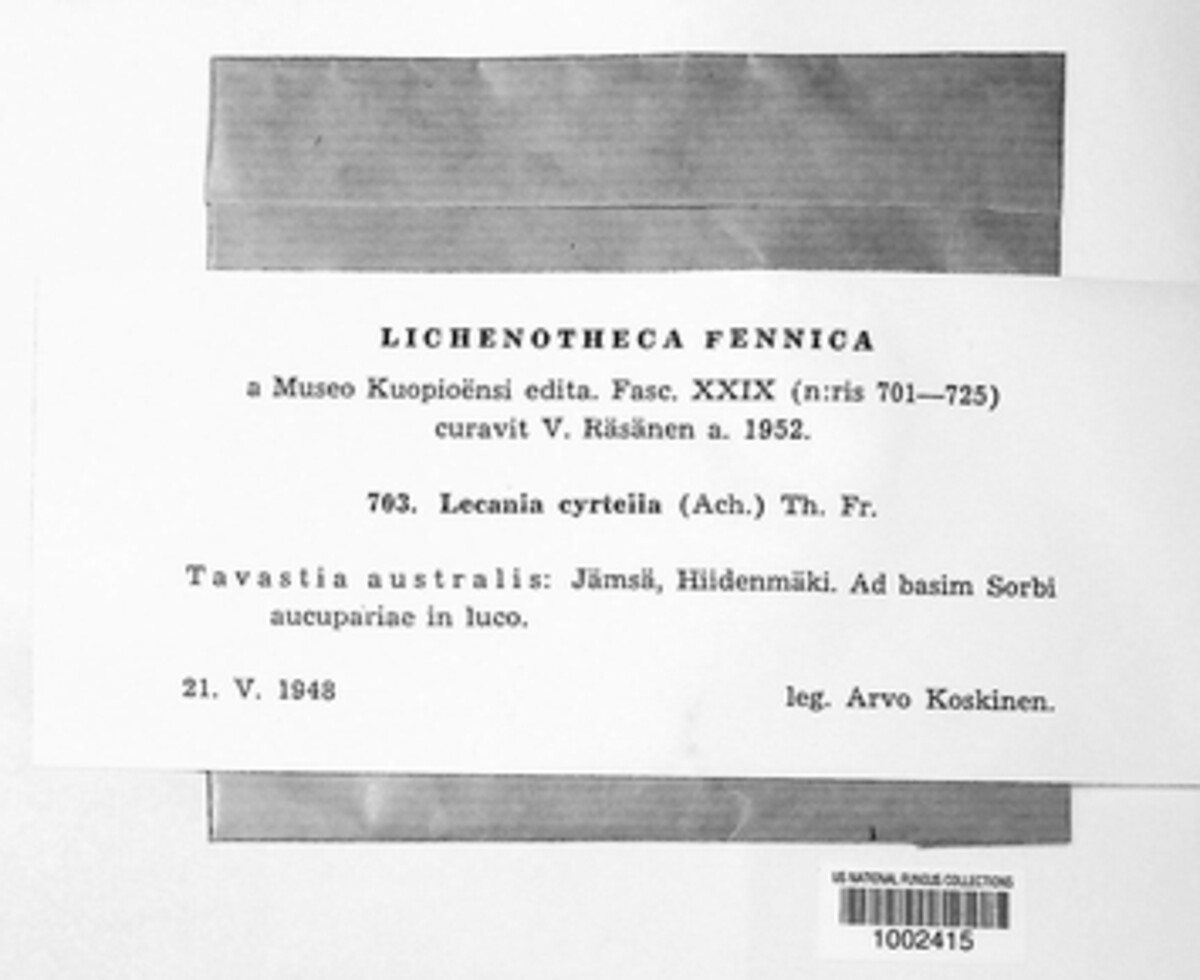 LICHENOTHECA FENNICA
a Museo Kuopioënsi edita. Fasc. XXIX (n:ris 701—725)
curavit V. Räsänen a. 1952.
703. Lecania cyrtella (Ach.) Th. Fr.
Tavastia australis: Jämsä, Hiidenmäki. Ad basim Sorbi
aucupariae in luco.
21. V. 1948
leg. Arvo Koskinen.
US NATIONAL FUNGUS COLLECTIONS
1002415